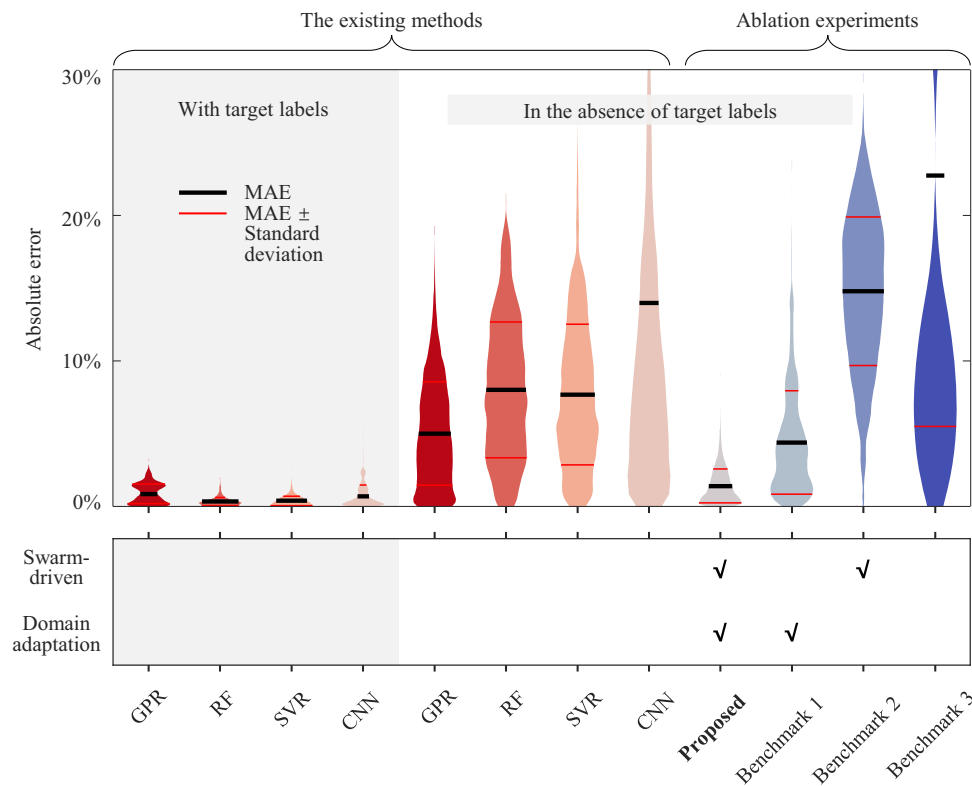 The existing methods
Ablation experiments
30%
20%
10%
0%
Absolute error
With target labels
In the absence of target labels
MAE
MAE ±
Standard
deviation
Swarm-
driven
√ √
Domain
adaptation
√ √
GPR
RF
SVR
CNN
GPR
RF
SVR
CNN
Proposed
Benchmark 1
Benchmark 2
Benchmark 3